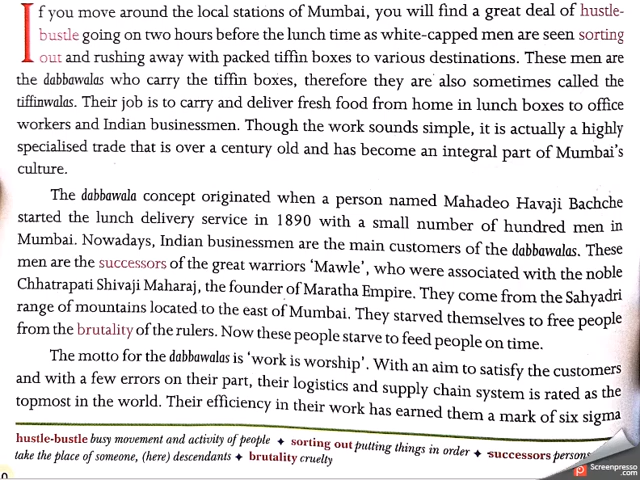 If you move around the local stations of Mumbai, you will find a great deal of hustle-
bustle going on two hours before the lunch time as white-capped men are seen sorting
out and rushing away with packed tiffin boxes to various destinations. These men are
the dabbawalas who carry the tiffin boxes, therefore they are also sometimes called the
tiffinwalas. Their job is to carry and deliver fresh food from home in lunch boxes to office
workers and Indian businessmen. Though the work sounds simple, it is actually a highly
specialised trade that is over a century old and has become an integral part of Mumbai's
culture.
The dabbawala concept originated when a person named Mahadeo Havaji Bachche
started the lunch delivery service in 1890 with a small number of hundred men in
Mumbai. Nowadays, Indian businessmen are the main customers of the dabbawalas. These
men are the successors of the great warriors 'Mawle', who were associated with the noble
Chhatrapati Shivaji Maharaj, the founder of Maratha Empire. They come from the Sahyadri
range of mountains located to the east of Mumbai. They starved themselves to free people
from the brutality of the rulers. Now these people starve to feed people on time.
The motto for the dabbawalas is 'work is worship'. With an aim to satisfy the customers
and with a few errors on their part, their logistics and supply chain system is rated as the
topmost in the world. Their efficiency in their work has earned them a mark of six sigma
hustle-bustle busy movement and activity of people ✦ sorting out putting things in order ✦ successors persons
take the place of someone, (here) descendants ✦ brutality cruelty
Screenpresso.com